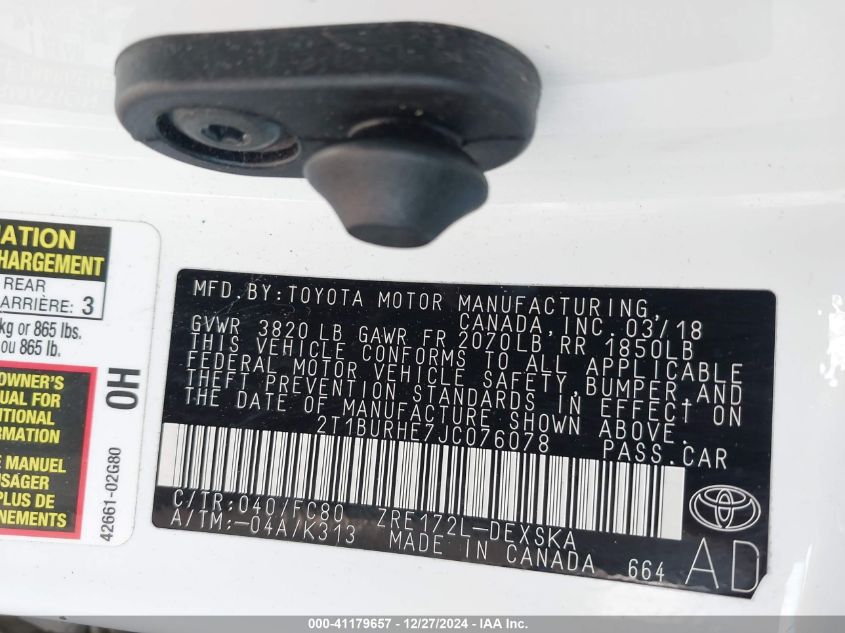 NATION
CHARGEMENT
REAR
ARRIÈRE: 3
kg or 865 lbs.
ou 865 lb.
OWNER'S
UAL FOR
ITIONAL
RMATION
E MANUEL
USAGER
PLUS DE
NEMENTS.
OH
42661-02G80
MFD.BY:TOYOTA MOTOR MANUFACTURING,
CANADA,INC. 03/18
GVWR 3820 LB GAWR FR 2070LB RR 1850LB
THIS VEHICLE CONFORMS TO ALL APPLICABLE
FEDERAL MOTOR VEHICLE SAFETY,BUMPER,AND
THEFT PREVENTION STANDARDS IN EFFECT ON
THE DATE OF MANUFACTURE SHOWN ABOVE.
2T1BURHE7JC076078 PASS.CAR
C/TR:040/FC80 ZRE172L-DEXSKA
A/TM:-04A/K313 MADE IN CANADA 664
AD
000-41179657 - 12/27/2024 - IAA Inc.